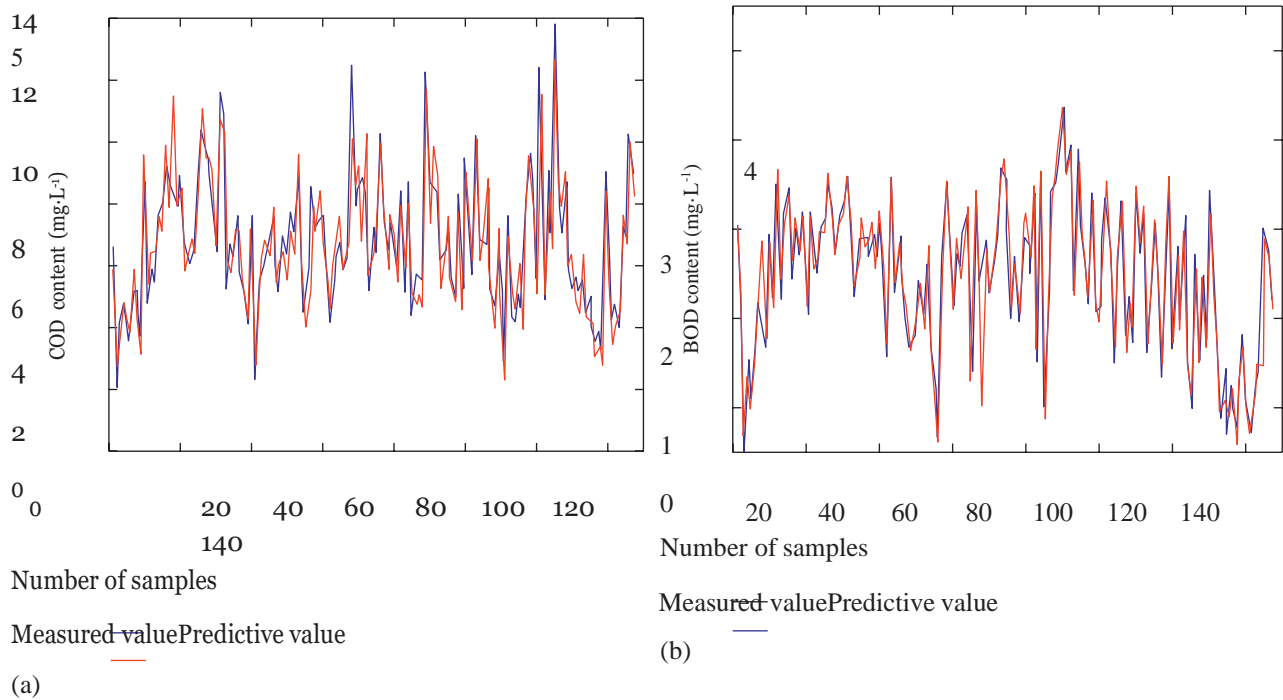 14
5
12
10
8
6
4
2
0
COD content (mg·L-1)
0 20 40 60 80 100 120
140
Number of samples
Measured valuePredictive value
(a)
4
3
2
1
0
BOD content (mg·L-1)
20 40 60 80 100 120 140
Number of samples
Measured valuePredictive value
(b)